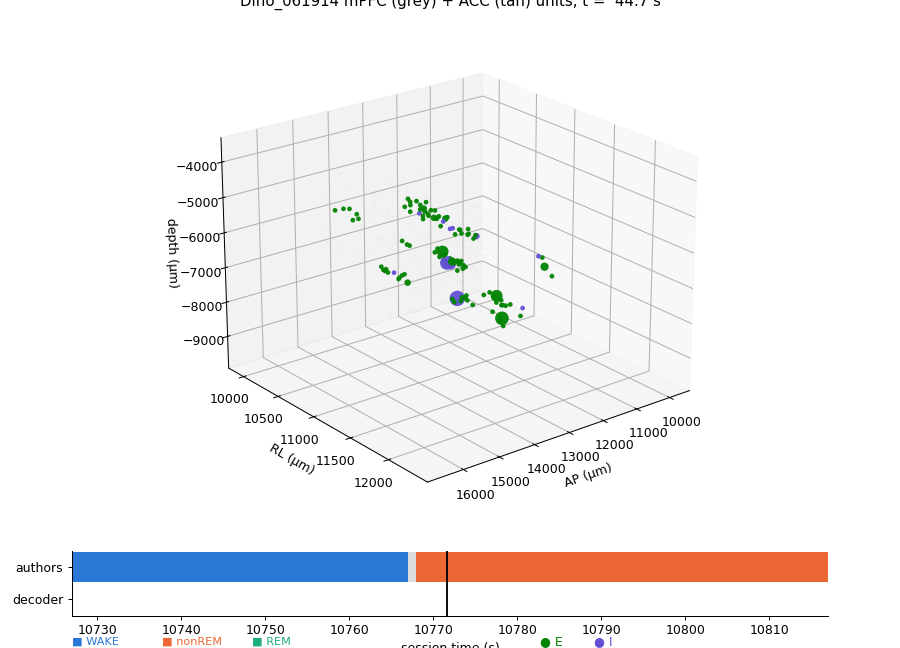 Dino_061914 mPFC (grey) + ACC (tan) units, t = 44.7 s
−4000
−5000
−6000
−7000
−8000
−9000
depth (μm)
10000
10500
11000
11500
12000
RL (μm)
16000
15000
14000
13000
12000
11000
10000
AP (μm)
authors
decoder
10730 10740 10750 10760 10770 10780 10790 10800 10810
session time (s)
WAKE nonREM REM E I